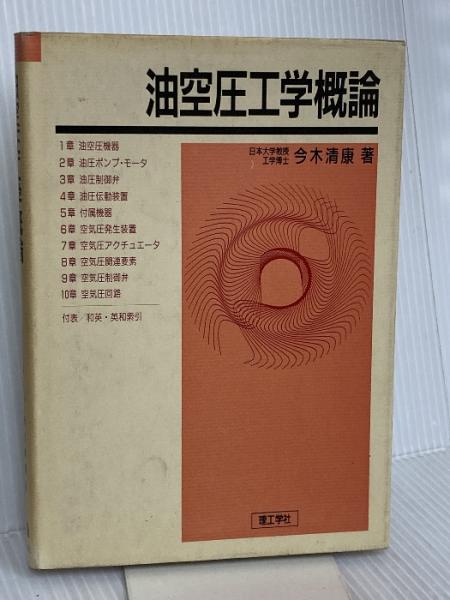 油空圧工学概論
日本大学教授
工学博士
今木清康 著
1章 油空圧機器
2章 油圧ポンプ・モータ
3章 油圧制御弁
4章 油圧伝動装置
5章 付属機器
6章 空気圧発生装置
7章 空気圧アクチュエータ
8章 空気圧関連要素
9章 空気圧制御弁
10章 空気圧回路
付表/和英・英和索引
理工学社